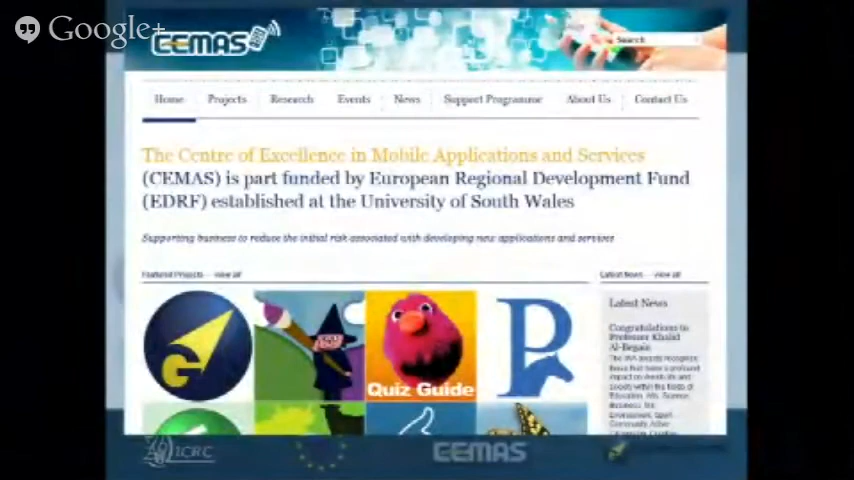 Google+
CEMAS
Search
Home Projects Research Events News Support Programme About Us Contact Us
The Centre of Excellence in Mobile Applications and Services
(CEMAS) is part funded by European Regional Development Fund
(EDRF) established at the University of South Wales
Supporting business to reduce the initial risk associated with developing new applications and services
Featured Projects view all
Latest News view all
G
Quiz Guide
P
Latest News
Congratulations to
Professor Khalid
Al-Begain
ICRC
CEMAS